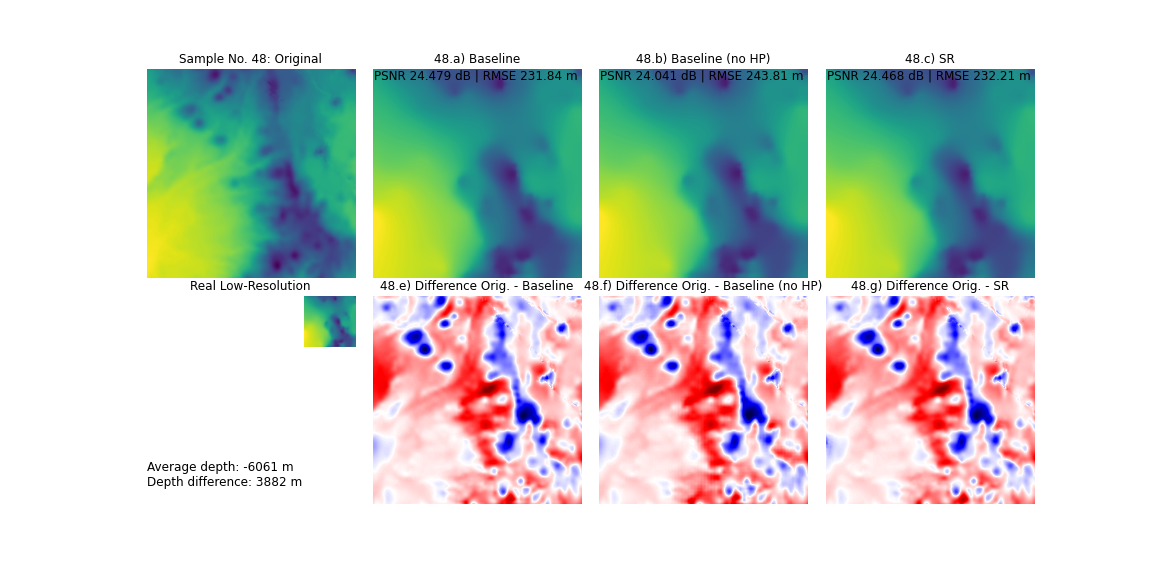 Sample No. 48: Original
48.a) Baseline
48.b) Baseline (no HP)
48.c) SR
PSNR 24.479 dB | RMSE 231.84 m
PSNR 24.041 dB | RMSE 243.81 m
PSNR 24.468 dB | RMSE 232.21 m
Real Low-Resolution
48.e) Difference Orig. - Baseline
48.f) Difference Orig. - Baseline (no HP)
48.g) Difference Orig. - SR
Average depth: -6061 m
Depth difference: 3882 m